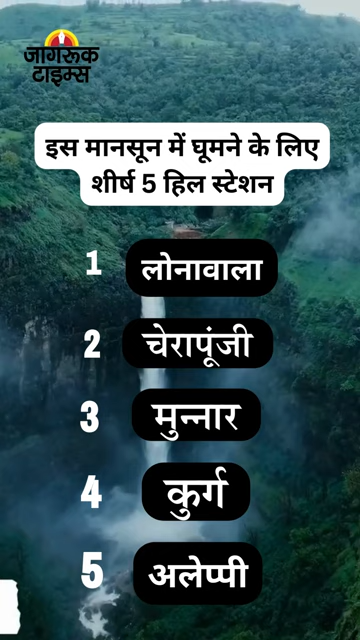 जागरूक
टाइम्स
इस मानसून में घूमने के लिए
शीर्ष 5 हिल स्टेशन
1 लोनावाला
2 चेरापूंजी
3 मुन्नार
4 कुर्ग
5 अलेप्पी